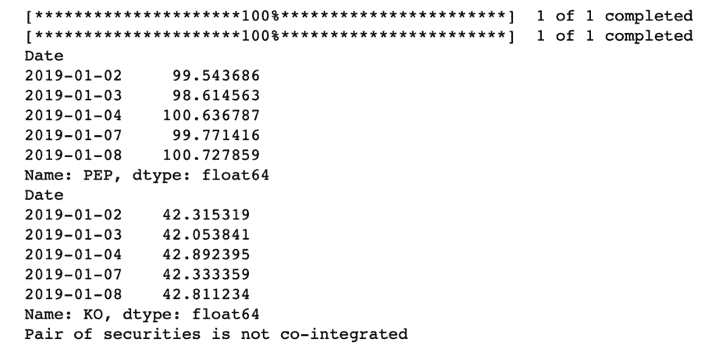 [*********************100%***********************]  1 of 1 completed
[*********************100%***********************]  1 of 1 completed
Date
2019-01-02     99.543686
2019-01-03     98.614563
2019-01-04    100.636787
2019-01-07     99.771416
2019-01-08    100.727859
Name: PEP, dtype: float64
Date
2019-01-02    42.315319
2019-01-03    42.053841
2019-01-04    42.892395
2019-01-07    42.333359
2019-01-08    42.811234
Name: KO, dtype: float64
Pair of securities is not co-integrated